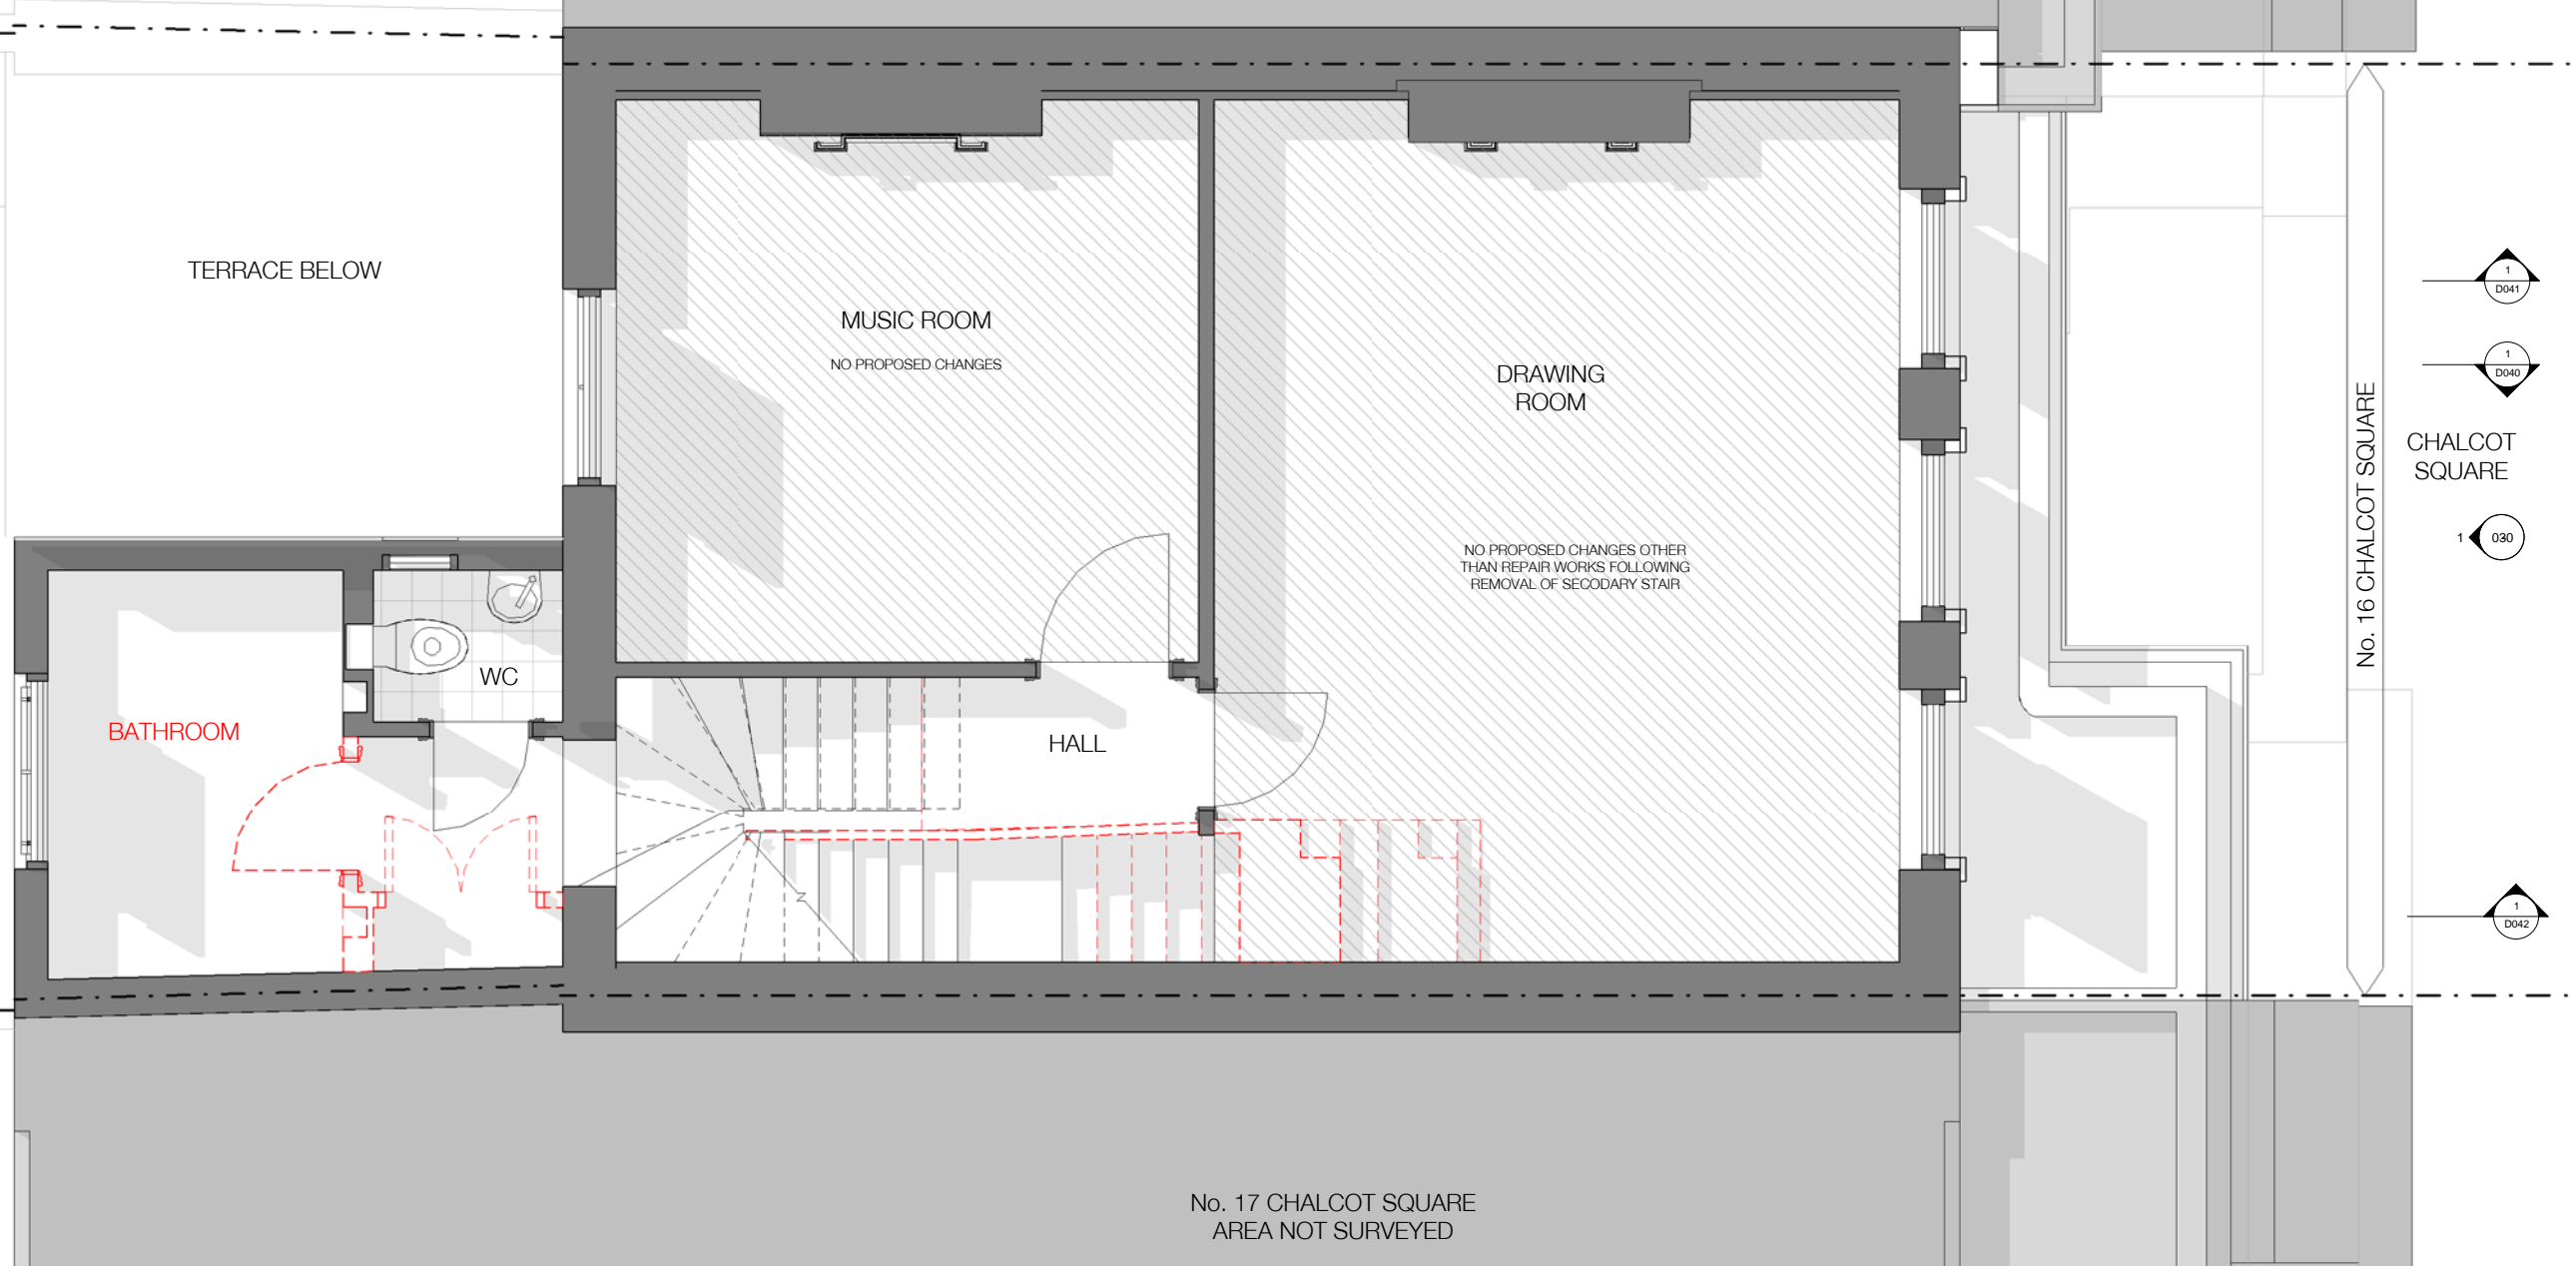 TERRACE BELOW
MUSIC ROOM
NO PROPOSED CHANGES
DRAWING
ROOM
NO PROPOSED CHANGES OTHER
THAN REPAIR WORKS FOLLOWING
REMOVAL OF SECODARY STAIR
WC
BATHROOM
HALL
No. 16 CHALCOT SQUARE
1
D041
1
D040
CHALCOT
SQUARE
1
030
1
D042
No. 17 CHALCOT SQUARE
AREA NOT SURVEYED